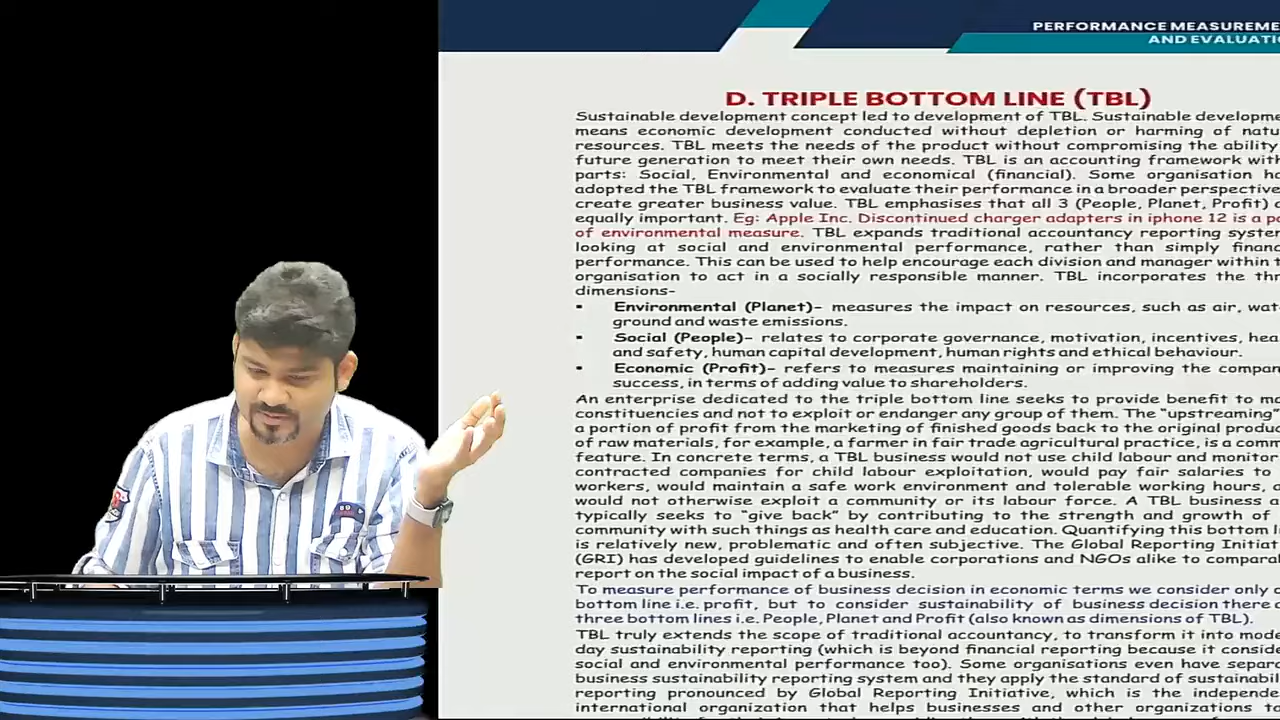 PERFORMANCE MEASUREME
AND EVALUATIO
D. TRIPLE BOTTOM LINE (TBL)
Sustainable development concept led to development of TBL. Sustainable developme
means economic development conducted without depletion or harming of natu
resources. TBL meets the needs of the product without compromising the ability
future generation to meet their own needs. TBL is an accounting framework with
parts: Social, Environmental and economical (financial). Some organisation ha
adopted the TBL framework to evaluate their performance in a broader perspective
create greater business value. TBL emphasises that all 3 (People, Planet, Profit)
equally important. Eg: Apple Inc. Discontinued charger adapters in iphone 12 is a p
of environmental measure. TBL expands traditional accountancy reporting system
looking at social and environmental performance, rather than simply finan
performance. This can be used to help encourage each division and manager within t
organisation to act in a socially responsible manner. TBL incorporates the thr
dimensions-
▪ Environmental (Planet)- measures the impact on resources, such as air, wat
ground and waste emissions.
▪ Social (People)- relates to corporate governance, motivation, incentives, hea
and safety, human capital development, human rights and ethical behaviour.
▪ Economic (Profit)- refers to measures maintaining or improving the compan
success, in terms of adding value to shareholders.
An enterprise dedicated to the triple bottom line seeks to provide benefit to ma
constituencies and not to exploit or endanger any group of them. The "upstreaming"
a portion of profit from the marketing of finished goods back to the original produc
of raw materials, for example, a farmer in fair trade agricultural practice, is a comm
feature. In concrete terms, a TBL business would not use child labour and monitor
contracted companies for child labour exploitation, would pay fair salaries to
workers, would maintain a safe work environment and tolerable working hours, a
would not otherwise exploit a community or its labour force. A TBL business a
typically seeks to "give back" by contributing to the strength and growth of
community with such things as health care and education. Quantifying this bottom l
is relatively new, problematic and often subjective. The Global Reporting Initiat
(GRI) has developed guidelines to enable corporations and NGOs alike to comparab
report on the social impact of a business.
To measure performance of business decision in economic terms we consider only o
bottom line i.e. profit, but to consider sustainability of business decision there a
three bottom lines i.e. People, Planet and Profit (also known as dimensions of TBL).
TBL truly extends the scope of traditional accountancy, to transform it into mode
day sustainability reporting (which is beyond financial reporting because it conside
social and environmental performance too). Some organisations even have separa
business sustainability reporting system and they apply the standard of sustainabil
reporting pronounced by Global Reporting Initiative, which is the independe
international organization that helps businesses and other organizations to